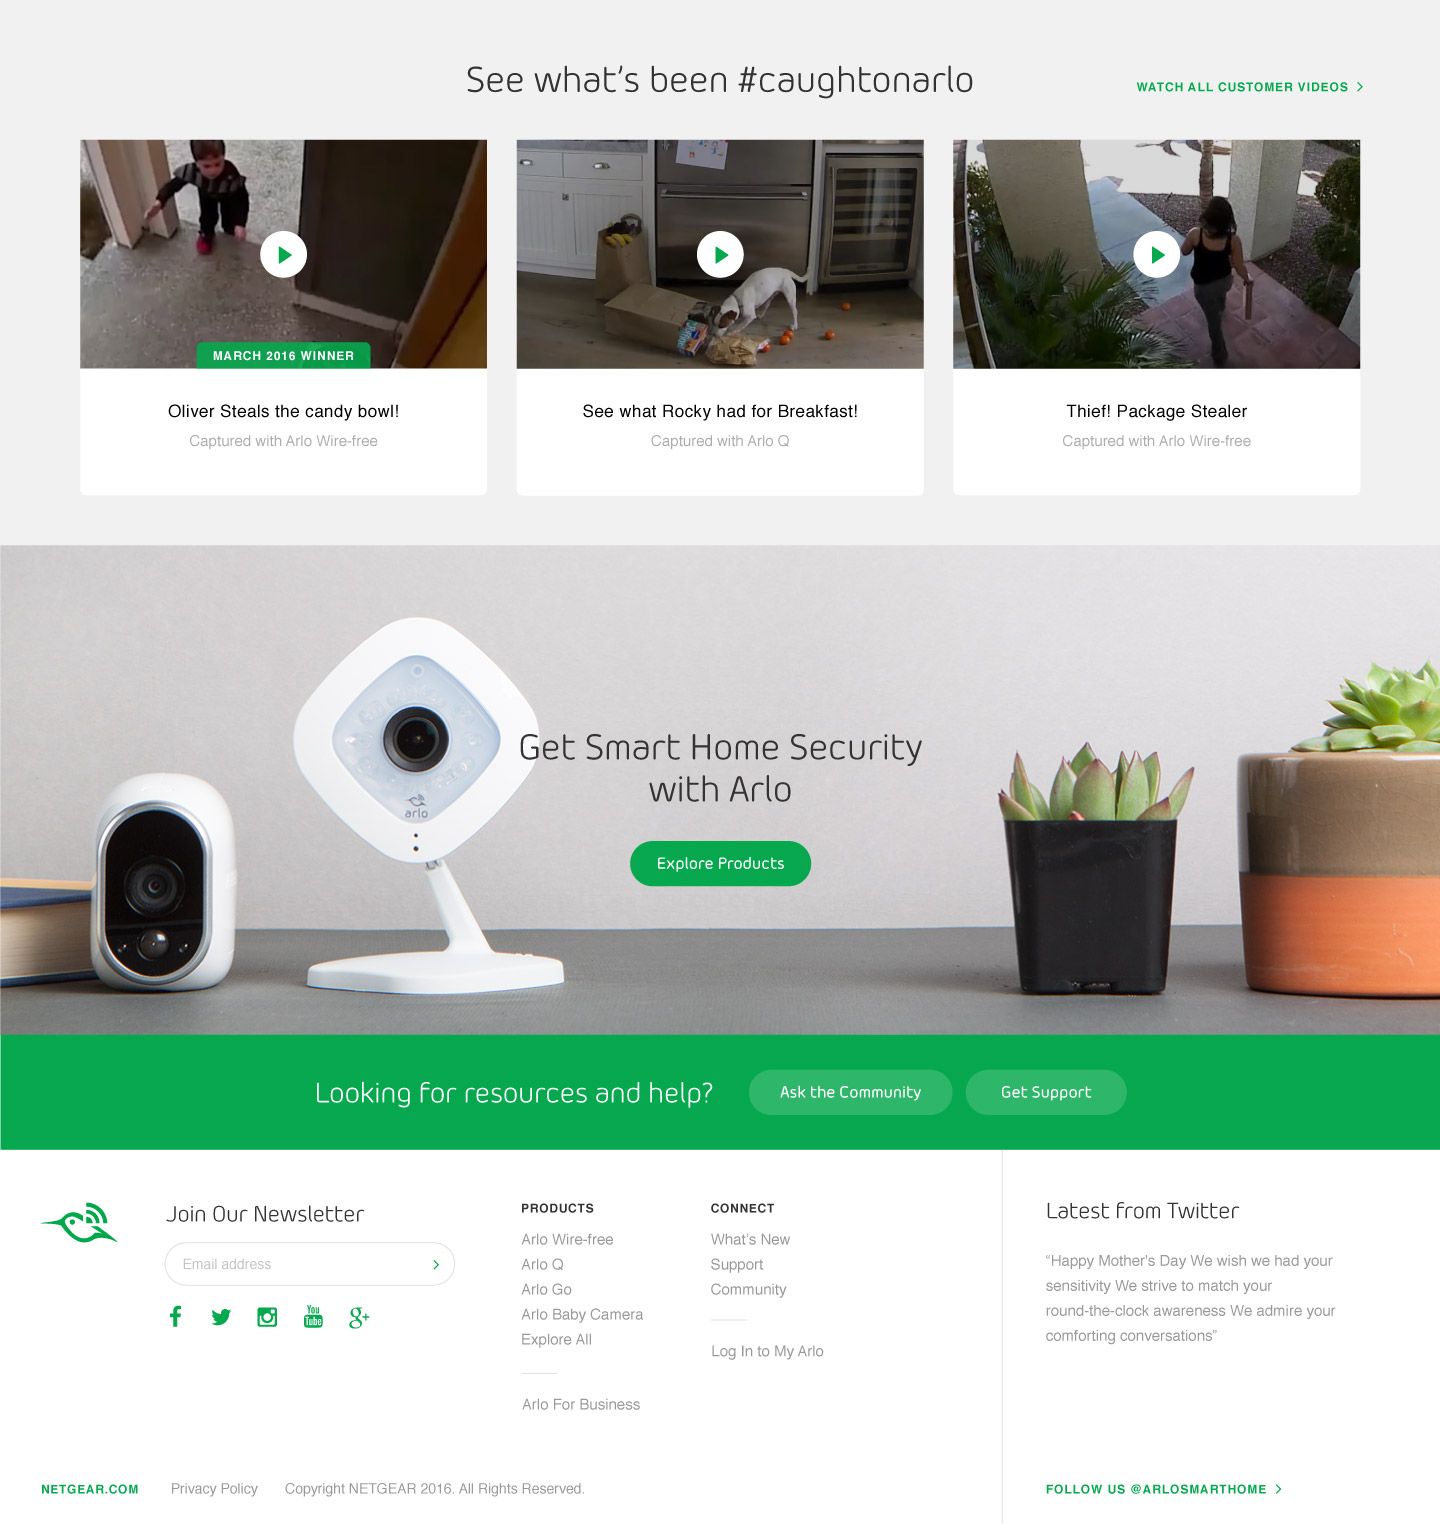 See what’s been #caughtonarlo
WATCH ALL CUSTOMER VIDEOS
MARCH 2016 WINNER
Oliver Steals the candy bowl!
Captured with Arlo Wire-free
See what Rocky had for Breakfast!
Captured with Arlo Q
Thief! Package Stealer
Captured with Arlo Wire-free
arlo
Get Smart Home Security
with Arlo
Explore Products
Looking for resources and help?
Ask the Community
Get Support
Join Our Newsletter
Email address
You
Tube
g+
PRODUCTS
Arlo Wire-free
Arlo Q
Arlo Go
Arlo Baby Camera
Explore All
Arlo For Business
CONNECT
What’s New
Support
Community
Log In to My Arlo
Latest from Twitter
“Happy Mother's Day We wish we had your
sensitivity We strive to match your
round-the-clock awareness We admire your
comforting conversations”
NETGEAR.COM
Privacy Policy
Copyright NETGEAR 2016. All Rights Reserved.
FOLLOW US @ARLOSMARTHOME